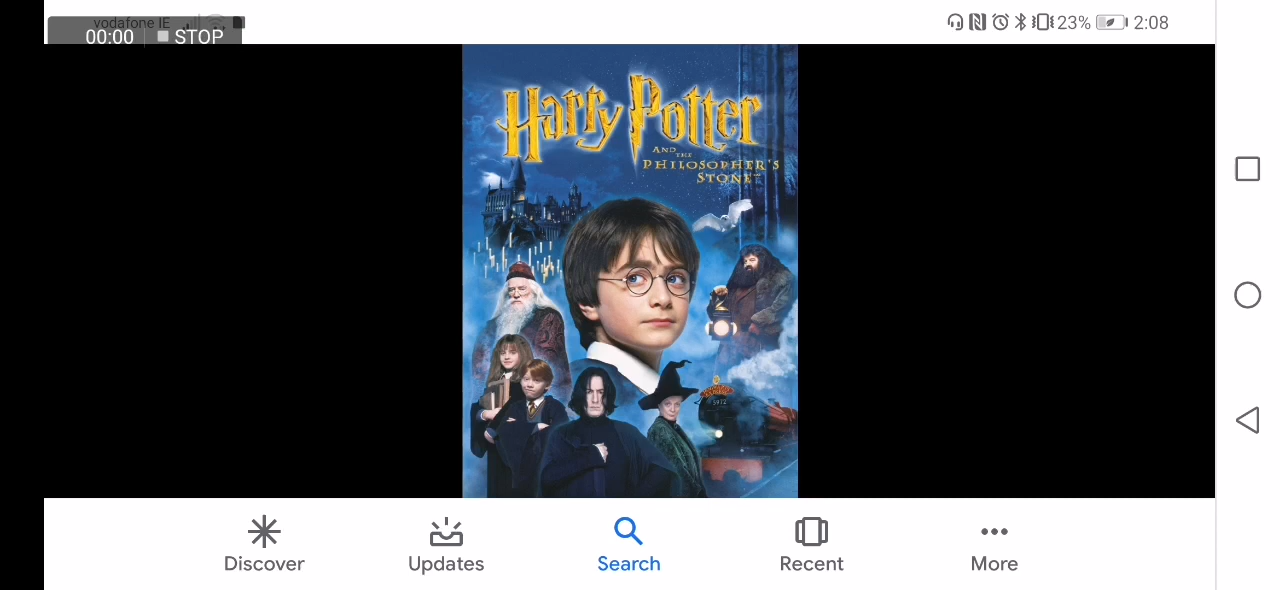 vodafone IE
00:00 STOP
23% 2:08
Harry Potter
AND THE
PHILOSOPHER'S
STONE
5972
Discover Updates Search Recent More